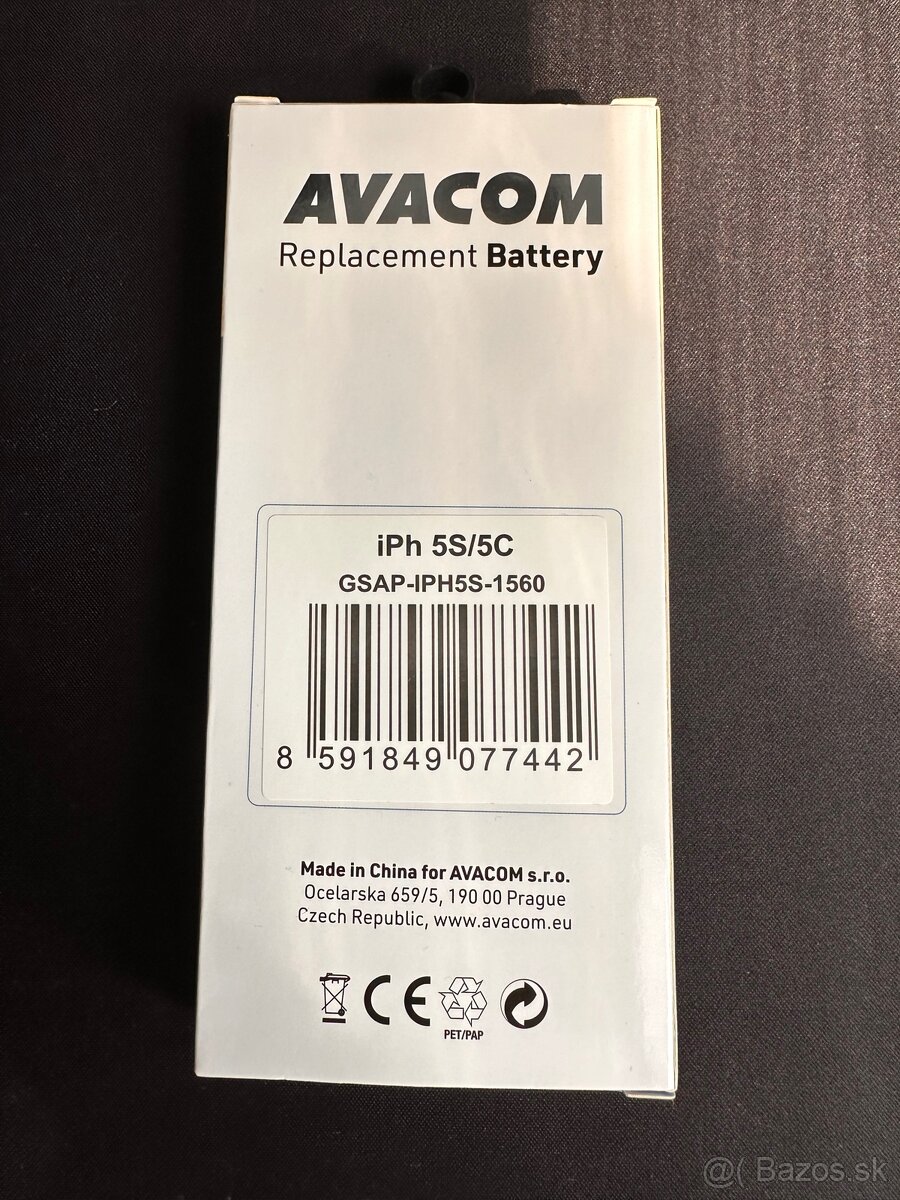 AVACOM
Replacement Battery
iPh 5S/5C
GSAP-IPH5S-1560
8 591849 077442
Made in China for AVACOM s.r.o.
Ocelarska 659/5, 190 00 Prague
Czech Republic, www.avacom.eu
CE
PET/PAP
@( Bazos.sk